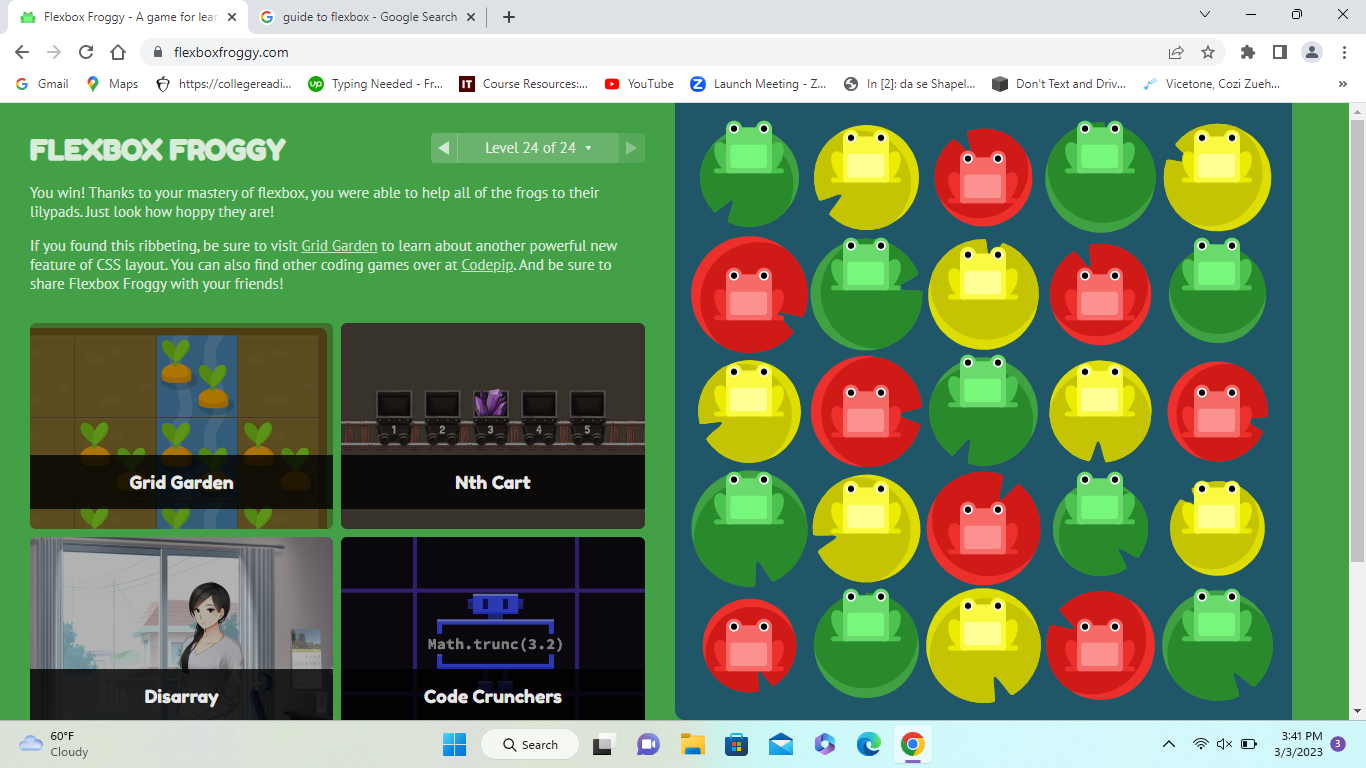 Flexbox Froggy - A game for lear
guide to flexbox - Google Search
flexboxfroggy.com
Gmail
Maps
https://collegereadi...
up
Typing Needed - Fr...
IT
Course Resources:...
YouTube
Z
Launch Meeting - Z...
In [2]: da se Shapel...
Don't Text and Driv...
Vicetone, Cozi Zueh...
»
FLEXBOX FROGGY
Level 24 of 24
You win! Thanks to your mastery of flexbox, you were able to help all of the frogs to their
lilypads. Just look how hoppy they are!
If you found this ribbeting, be sure to visit Grid Garden to learn about another powerful new
feature of CSS layout. You can also find other coding games over at Codepip. And be sure to
share Flexbox Froggy with your friends!
1 2 3 4 5
Grid Garden
Nth Cart
Math.trunc(3.2)
Disarray
Code Crunchers
60°F
Cloudy
Search
3:41 PM
3/3/2023
3